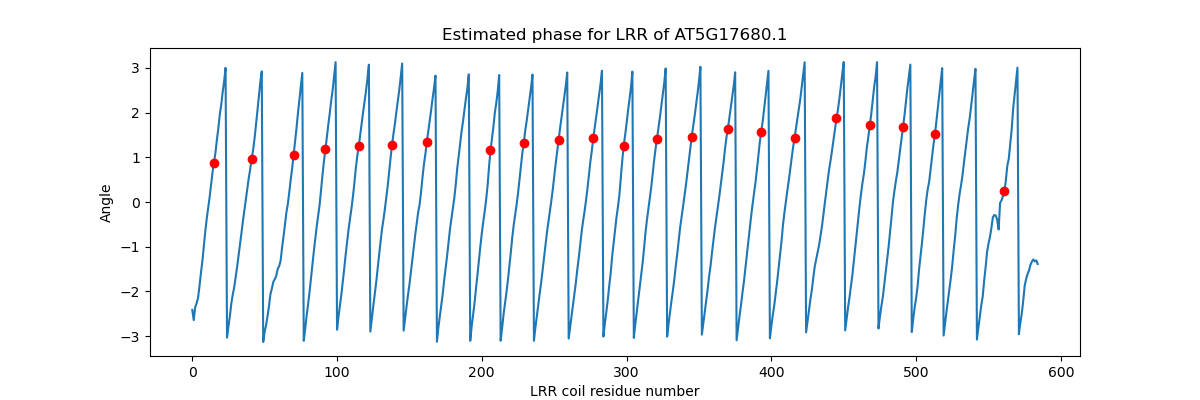 Estimated phase for LRR of AT5G17680.1
3
2
1
0
−1
−2
−3
Angle
0 100 200 300 400 500 600
LRR coil residue number